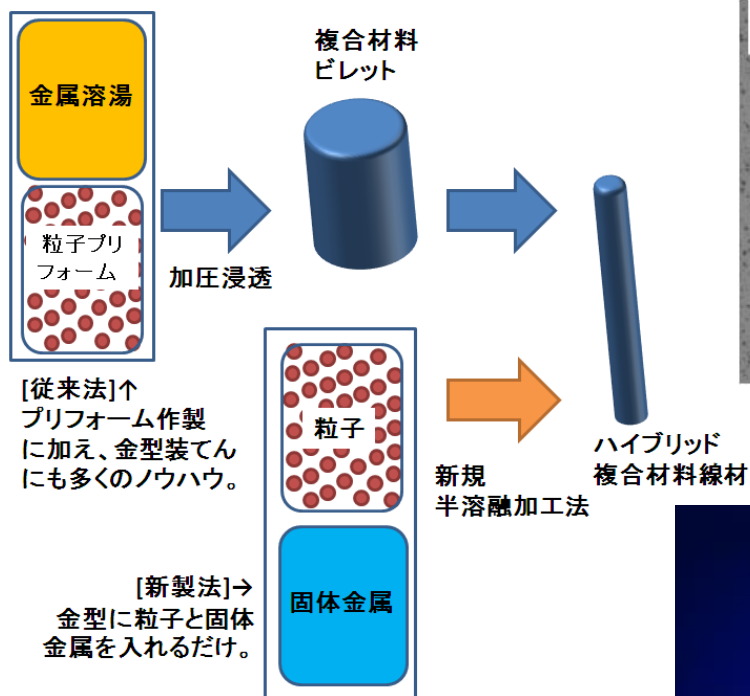 金属溶湯
粒子プリ
フォーム
加圧浸透
複合材料
ビレット
[従来法]↑
プリフォーム作製
に加え、金型装てん
にも多くのノウハウ。
粒子
固体金属
[新製法]→
金型に粒子と固体
金属を入れるだけ。
新規
半溶融加工法
ハイブリッド
複合材料線材